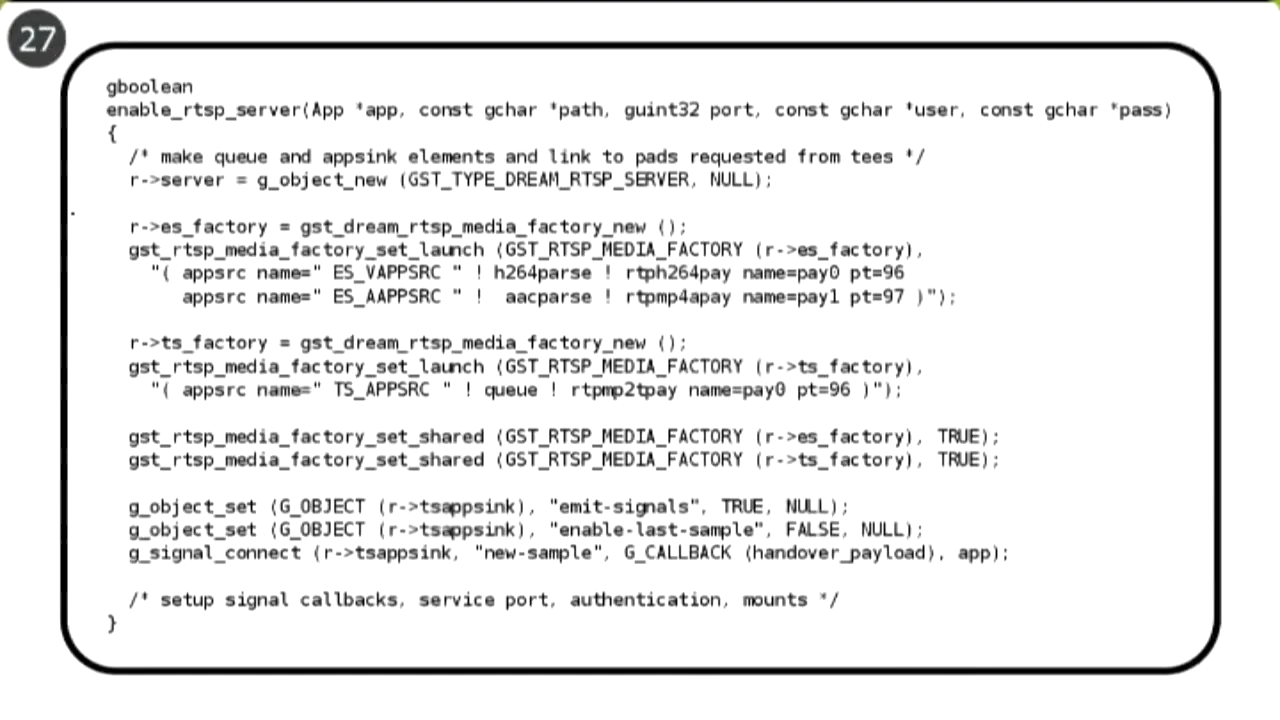 27
gboolean
enable_rtsp_server(App *app, const gchar *path, guint32 port, const gchar *user, const gchar *pass)
{
/* make queue and appsink elements and link to pads requested from tees */
r->server = g_object_new (GST_TYPE_DREAM_RTSP_SERVER, NULL);
r->es_factory = gst_dream_rtsp_media_factory_new ();
gst_rtsp_media_factory_set_launch (GST_RTSP_MEDIA_FACTORY (r->es_factory),
"( appsrc name=" ES_VAPPSRC " ! h264parse ! rtph264pay name=pay0 pt=96
appsrc name=" ES_AAPPSRC " ! aacparse ! rtpmp4apay name=pay1 pt=97 )");
r->ts_factory = gst_dream_rtsp_media_factory_new ();
gst_rtsp_media_factory_set_launch (GST_RTSP_MEDIA_FACTORY (r->ts_factory),
"( appsrc name=" TS_APPSRC " ! queue ! rtpmp2tpay name=pay0 pt=96 )");
gst_rtsp_media_factory_set_shared (GST_RTSP_MEDIA_FACTORY (r->es_factory), TRUE);
gst_rtsp_media_factory_set_shared (GST_RTSP_MEDIA_FACTORY (r->ts_factory), TRUE);
g_object_set (G_OBJECT (r->tsappsink), "emit-signals", TRUE, NULL);
g_object_set (G_OBJECT (r->tsappsink), "enable-last-sample", FALSE, NULL);
g_signal_connect (r->tsappsink, "new-sample", G_CALLBACK (handover_payload), app);
/* setup signal callbacks, service port, authentication, mounts */
}